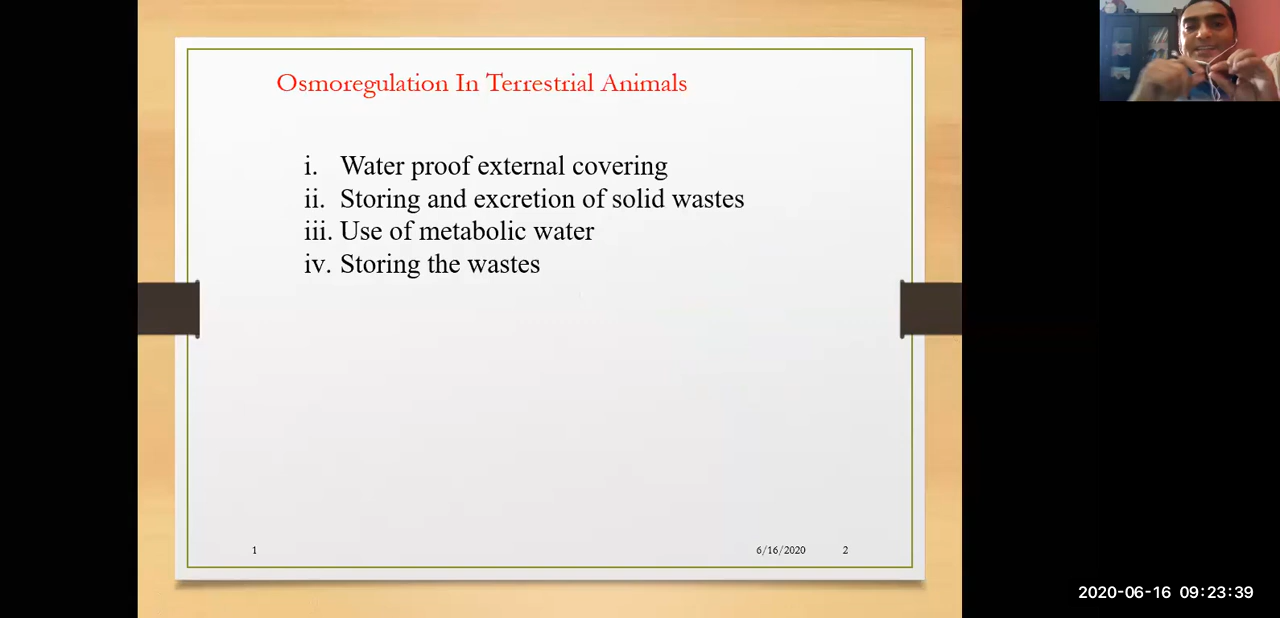 Osmoregulation In Terrestrial Animals
i. Water proof external covering
ii. Storing and excretion of solid wastes
iii. Use of metabolic water
iv. Storing the wastes
1 6/16/2020 2
2020-06-16 09:23:39